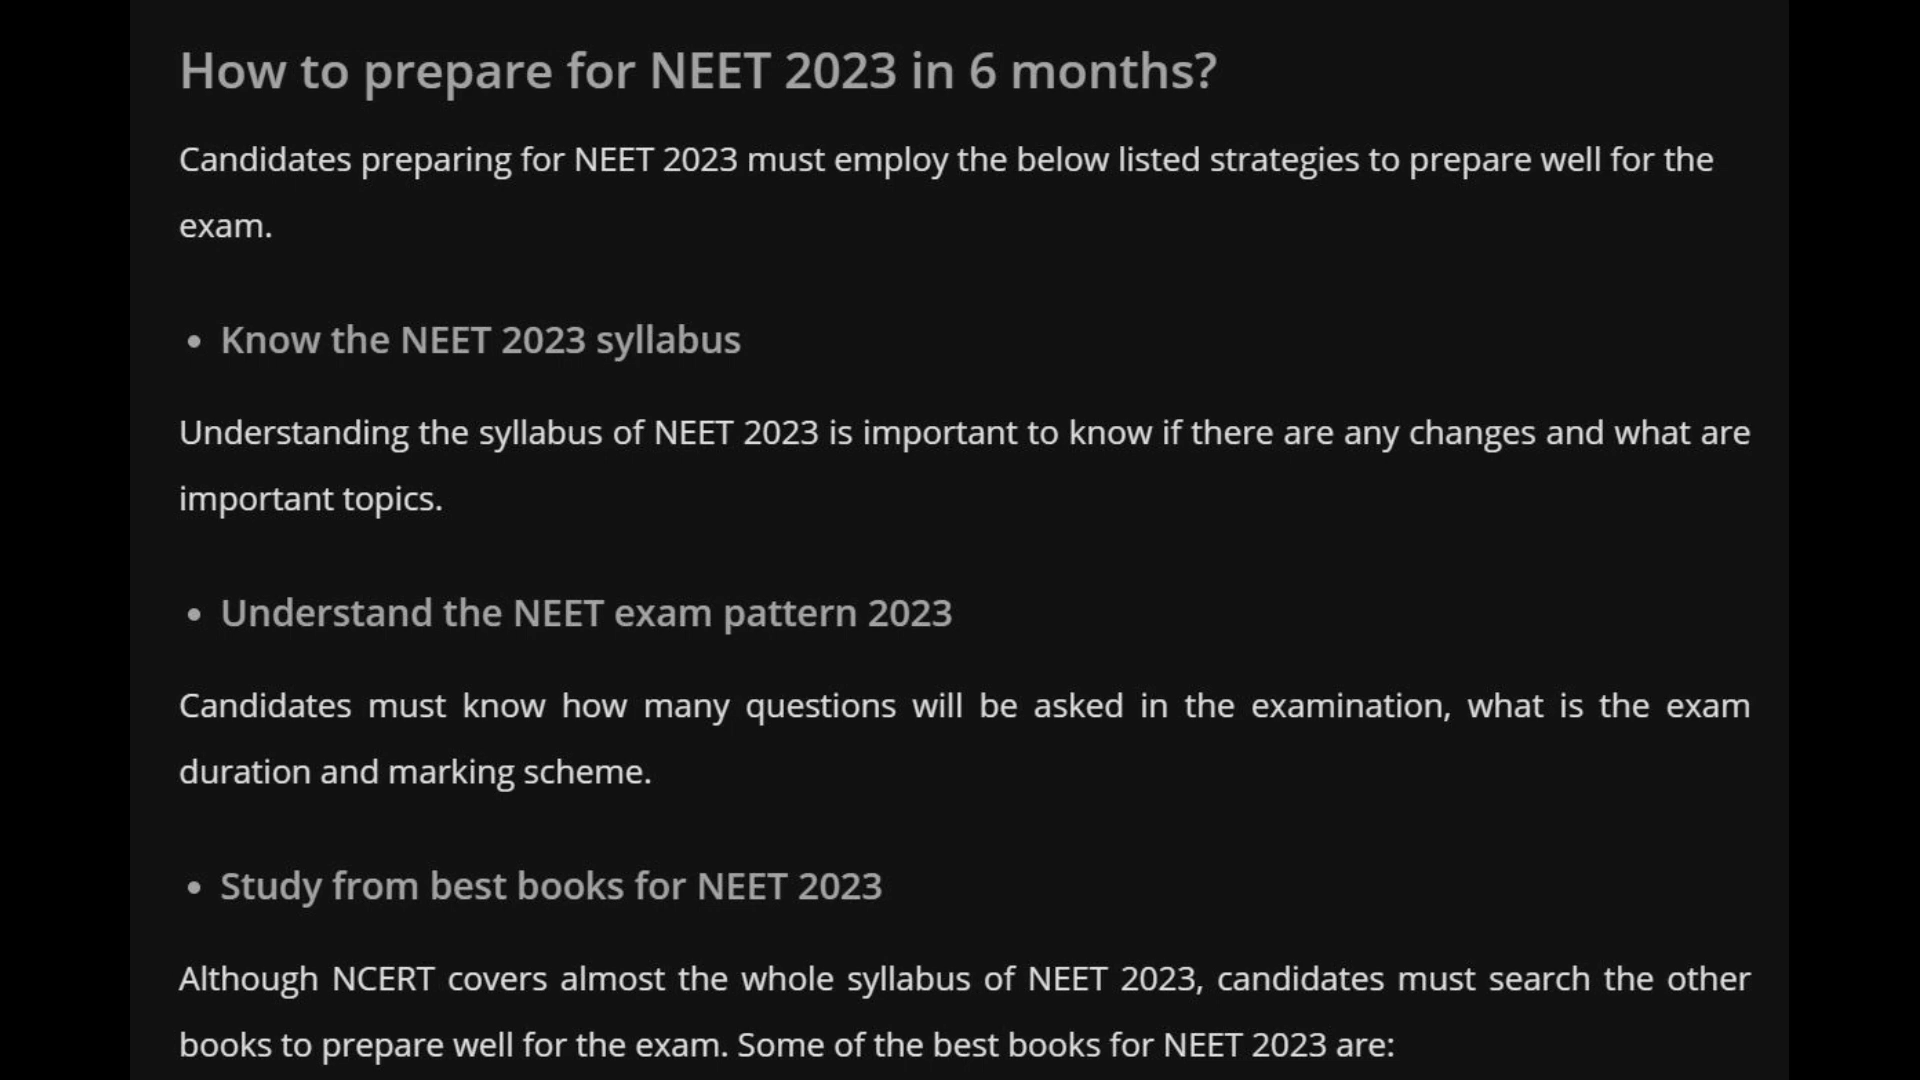 How to prepare for NEET 2023 in 6 months?
Candidates preparing for NEET 2023 must employ the below listed strategies to prepare well for the
exam.
• Know the NEET 2023 syllabus
Understanding the syllabus of NEET 2023 is important to know if there are any changes and what are
important topics.
• Understand the NEET exam pattern 2023
Candidates must know how many questions will be asked in the examination, what is the exam
duration and marking scheme.
• Study from best books for NEET 2023
Although NCERT covers almost the whole syllabus of NEET 2023, candidates must search the other
books to prepare well for the exam. Some of the best books for NEET 2023 are: